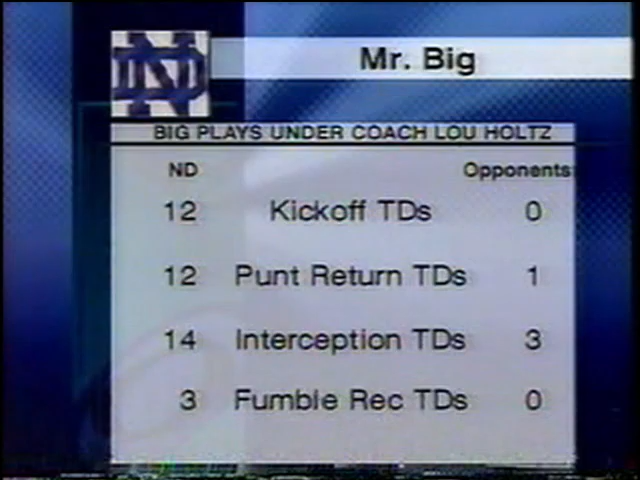 ND
Mr. Big
BIG PLAYS UNDER COACH LOU HOLTZ
ND Opponents
12 Kickoff TDs 0
12 Punt Return TDs 1
14 Interception TDs 3
3 Fumble Rec TDs 0